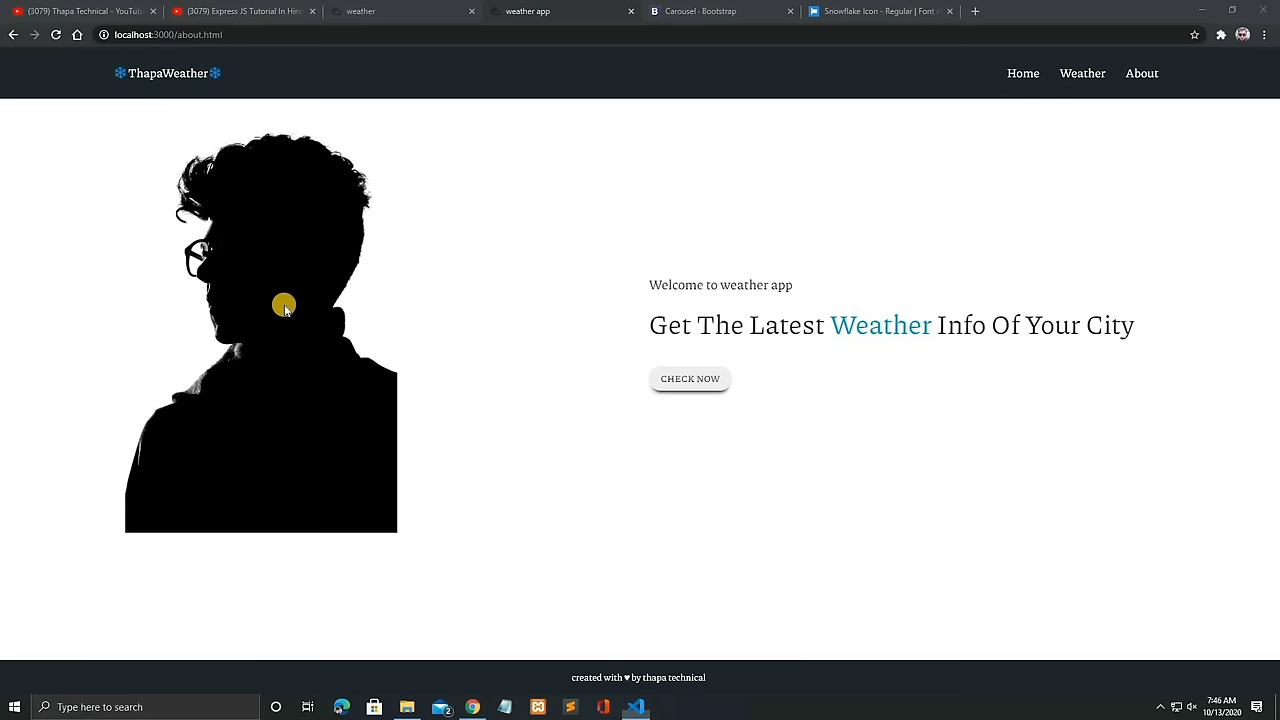 (3079) Thapa Technical - YouTub
(3079) Express JS Tutorial In Hin
weather
weather app
Carousel · Bootstrap
Snowflake Icon - Regular | Font
localhost:3000/about.html
ThapaWeather
Home
Weather
About
Welcome to weather app
Get The Latest Weather Info Of Your City
CHECK NOW
created with ♥ by thapa technical
Type here to search
2
7:46 AM
10/13/2020